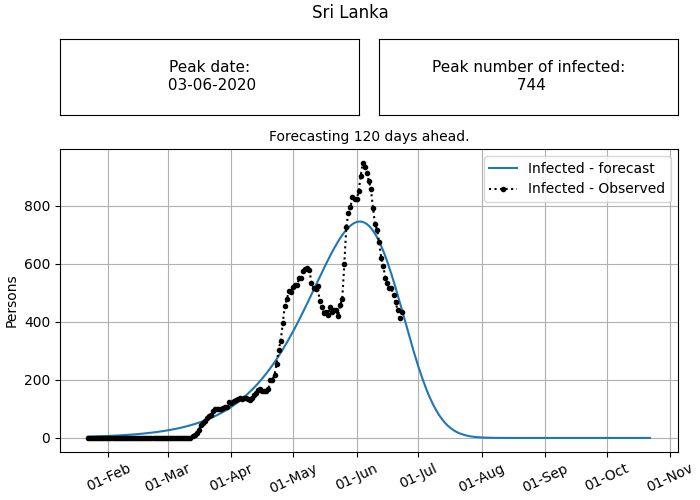 Sri Lanka
Peak date:
03-06-2020
Peak number of infected:
744
Forecasting 120 days ahead.
Infected - forecast
Infected - Observed
Persons
800
600
400
200
0
01-Feb
01-Mar
01-Apr
01-May
01-Jun
01-Jul
01-Aug
01-Sep
01-Oct
01-Nov